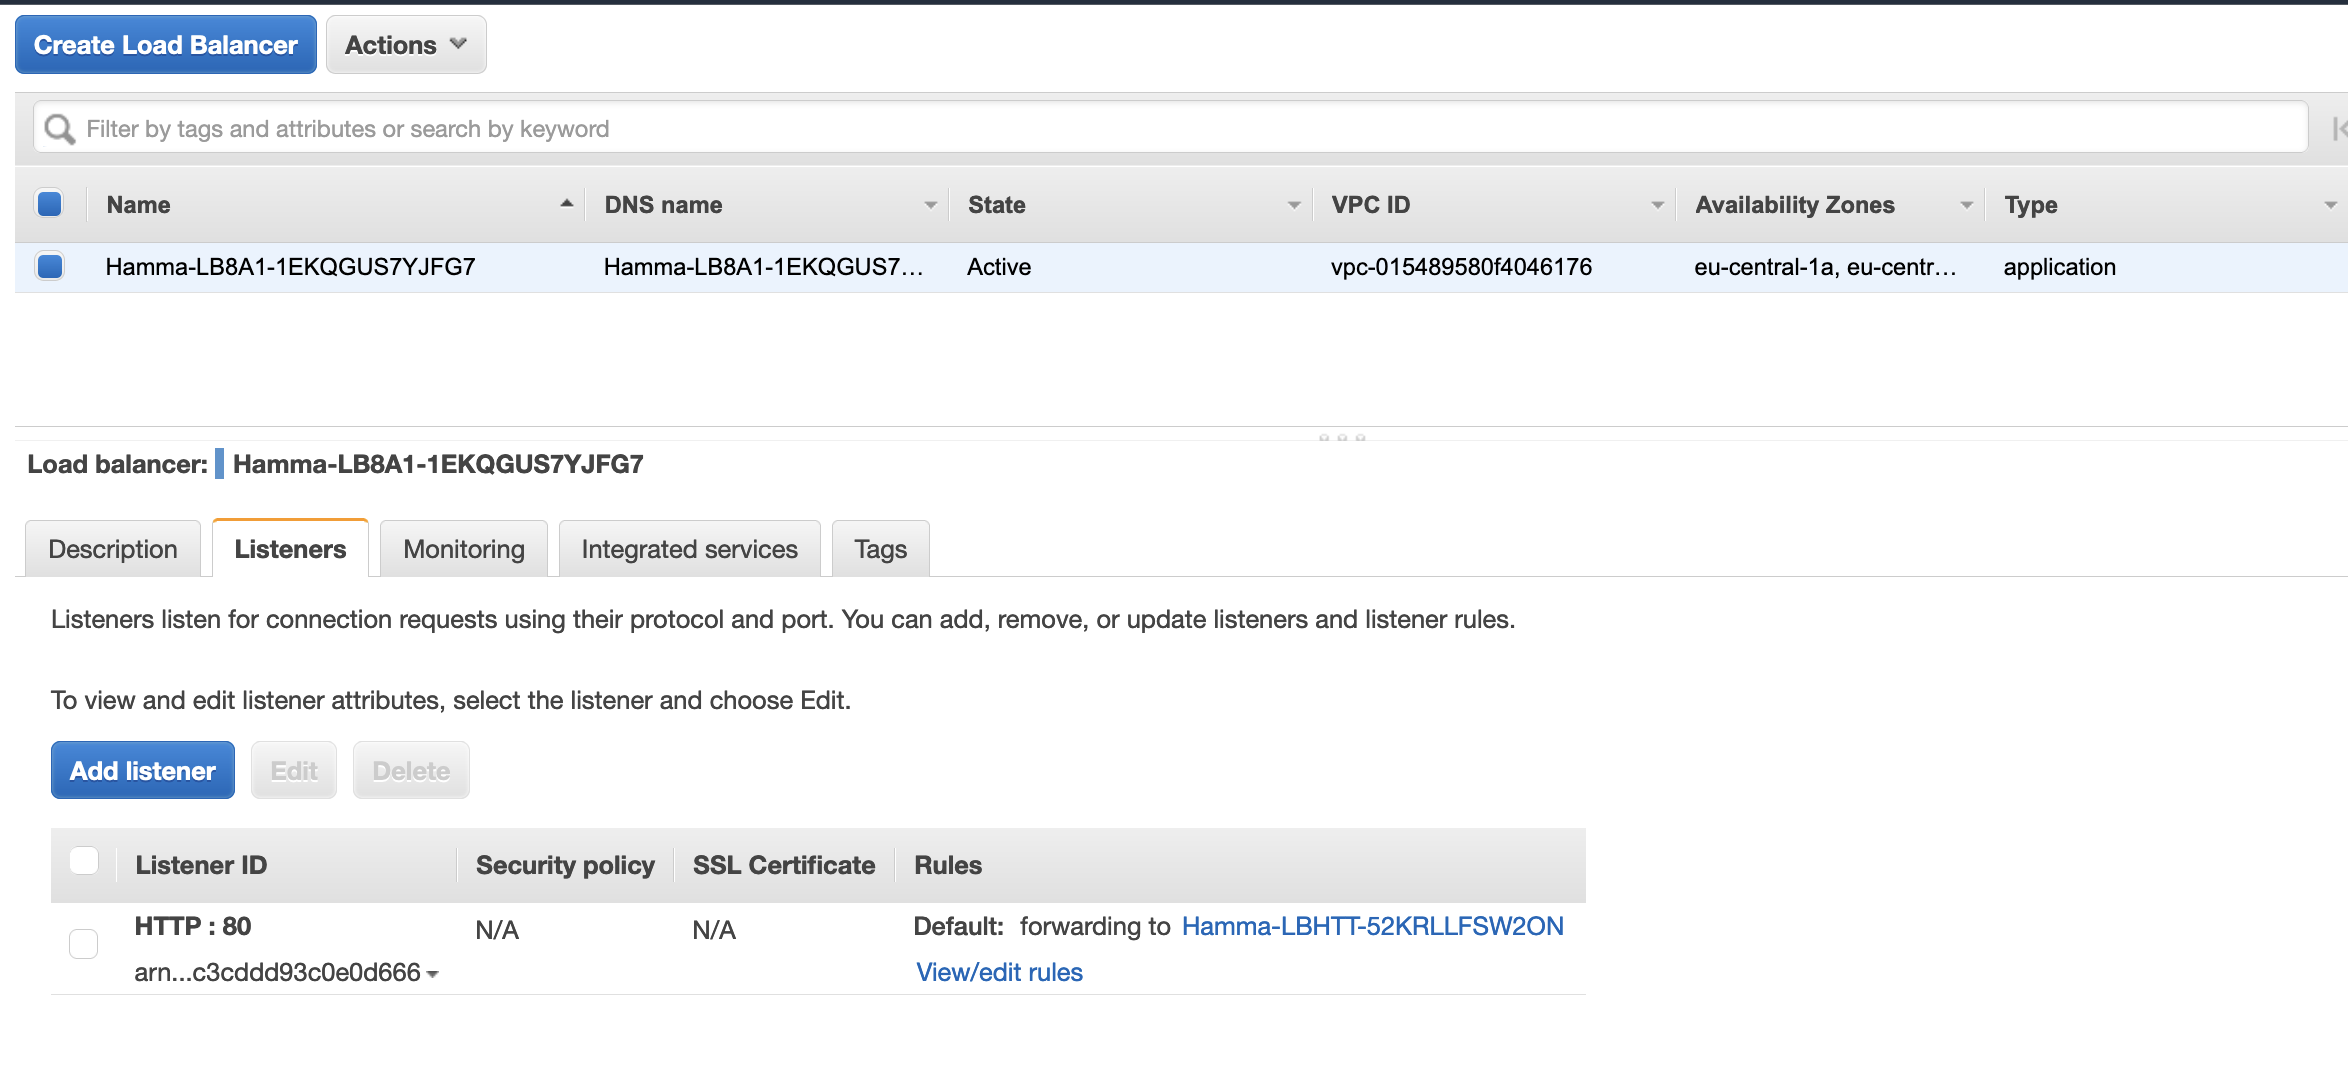 Create Load Balancer Actions
Filter by tags and attributes or search by keyword
Name DNS name State VPC ID Availability Zones Type
Hamma-LB8A1-1EKQGUS7YJFG7 Hamma-LB8A1-1EKQGUS7... Active vpc-015489580f4046176 eu-central-1a, eu-centr... application
Load balancer: Hamma-LB8A1-1EKQGUS7YJFG7
Description Listeners Monitoring Integrated services Tags
Listeners listen for connection requests using their protocol and port. You can add, remove, or update listeners and listener rules.
To view and edit listener attributes, select the listener and choose Edit.
Add listener Edit Delete
Listener ID Security policy SSL Certificate Rules
HTTP : 80 N/A N/A Default: forwarding to Hamma-LBHTT-52KRLLFSW2ON
arn...c3cddd93c0e0d666 View/edit rules